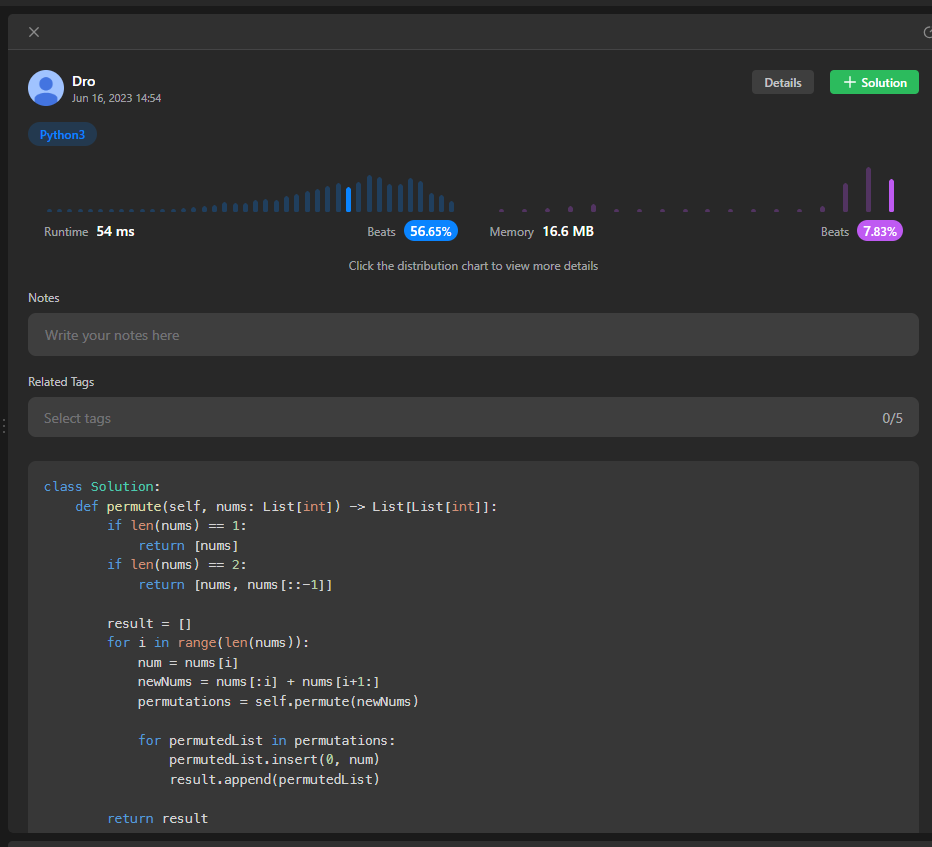 Dro
Jun 16, 2023 14:54
Details
+ Solution
Python3
Runtime 54 ms
Beats 56.65%
Memory 16.6 MB
Beats 7.83%
Click the distribution chart to view more details
Notes
Write your notes here
Related Tags
Select tags
0/5
class Solution:
    def permute(self, nums: List[int]) -> List[List[int]]:
        if len(nums) == 1:
            return [nums]
        if len(nums) == 2:
            return [nums, nums[::-1]]

        result = []
        for i in range(len(nums)):
            num = nums[i]
            newNums = nums[:i] + nums[i+1:]
            permutations = self.permute(newNums)

            for permutedList in permutations:
                permutedList.insert(0, num)
                result.append(permutedList)

        return result